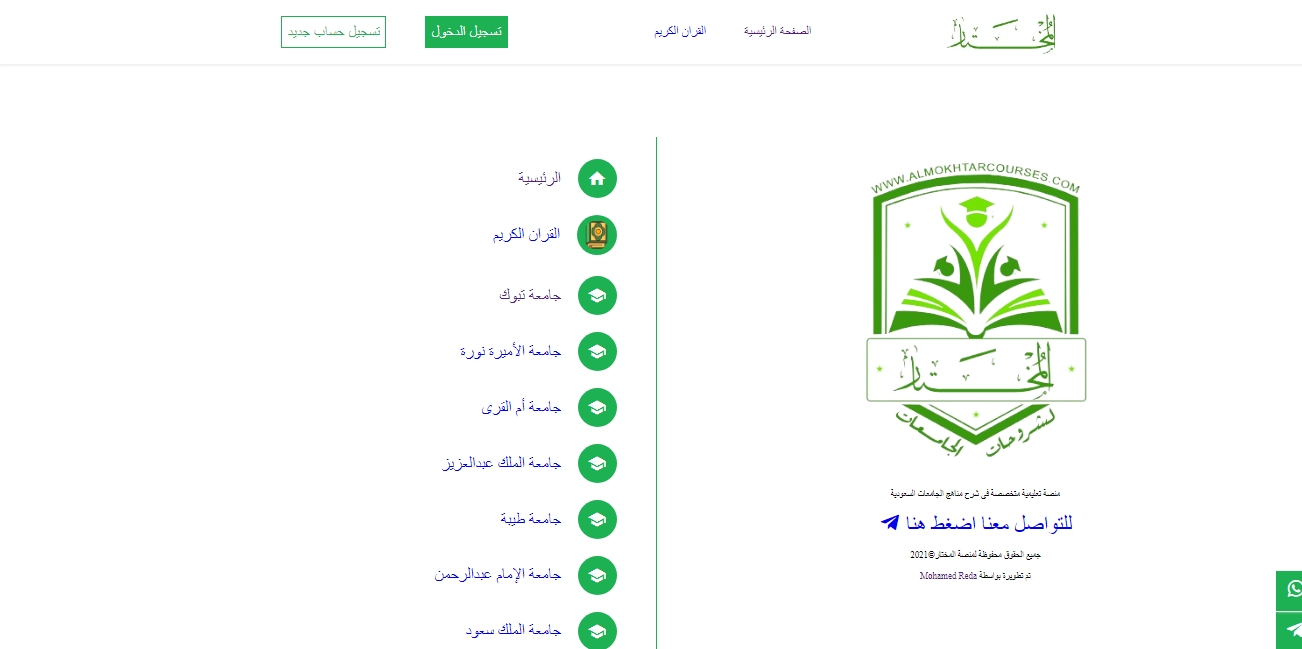 المختار
الصفحة الرئيسية
القران الكريم
تسجيل الدخول
تسجيل حساب جديد
WWW.ALMOKHTARCOURSES.COM
المختار
لشروحات الجامعات
منصة تعليمية متخصصة فى شرح مناهج الجامعات السعودية
للتواصل معنا اضغط هنا
جميع الحقوق محفوظة لمنصة المختار©2021
تم تطويرة بواسطة Mohamed Reda
الرئيسية
القران الكريم
جامعة تبوك
جامعة الأميرة نورة
جامعة أم القرى
جامعة الملك عبدالعزيز
جامعة طيبة
جامعة الإمام عبدالرحمن
جامعة الملك سعود